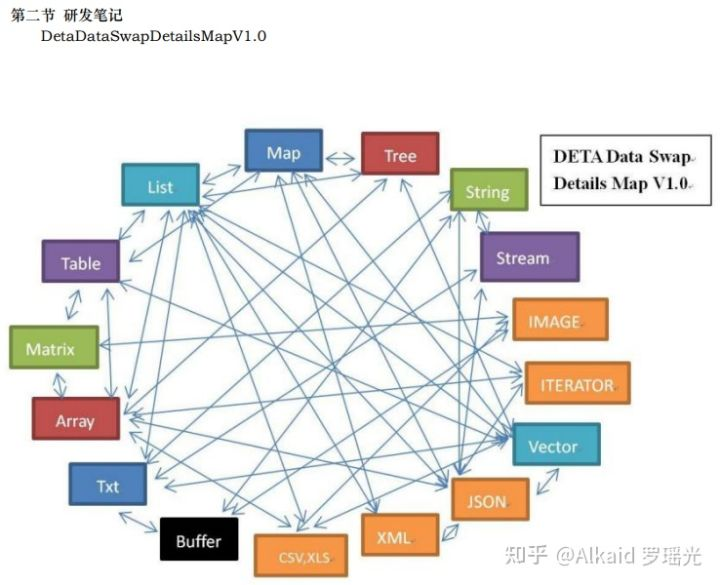 第二节 研发笔记
DetaDataSwapDetailsMapV1.0
DETA Data Swap
Details Map V1.0
Map
Tree
List
String
Table
Stream
IMAGE
Matrix
ITERATOR
Array
Vector
Txt
JSON
Buffer
XML
CSV,XLS
知乎 @Alkaid 罗瑶光